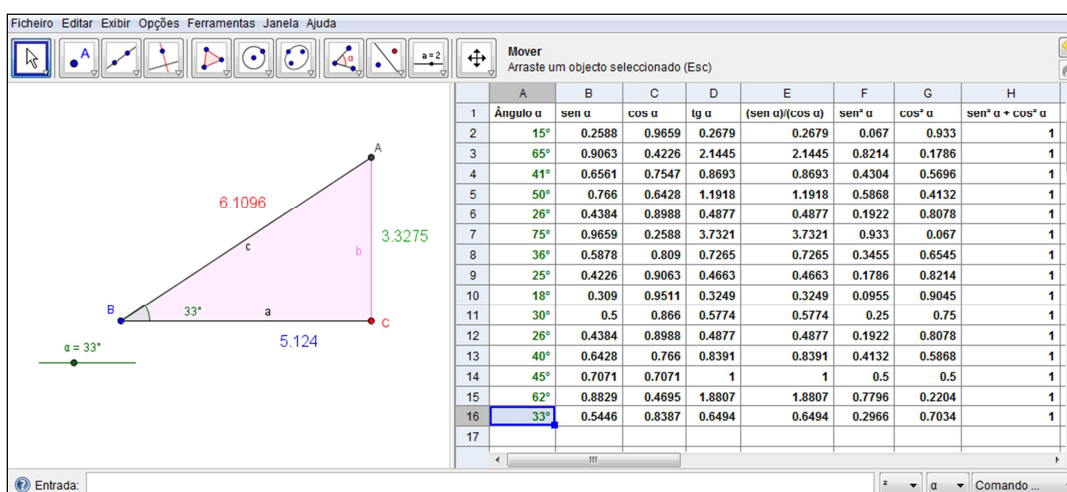 Ficheiro Editar Exibir Opções Ferramentas Janela Ajuda
A α a = 2
Mover
Arraste um objecto seleccionado (Esc)
A
6.1096
c
b
3.3275
B
33°
a
C
5.124
α = 33°
A B C D E F G H
1 Ângulo α sen α cos α tg α (sen α)/(cos α) sen² α cos² α sen² α + cos² α
2 15° 0.2588 0.9659 0.2679 0.2679 0.067 0.933 1
3 65° 0.9063 0.4226 2.1445 2.1445 0.8214 0.1786 1
4 41° 0.6561 0.7547 0.8693 0.8693 0.4304 0.5696 1
5 50° 0.766 0.6428 1.1918 1.1918 0.5868 0.4132 1
6 26° 0.4384 0.8988 0.4877 0.4877 0.1922 0.8078 1
7 75° 0.9659 0.2588 3.7321 3.7321 0.933 0.067 1
8 36° 0.5878 0.809 0.7265 0.7265 0.3455 0.6545 1
9 25° 0.4226 0.9063 0.4663 0.4663 0.1786 0.8214 1
10 18° 0.309 0.9511 0.3249 0.3249 0.0955 0.9045 1
11 30° 0.5 0.866 0.5774 0.5774 0.25 0.75 1
12 26° 0.4384 0.8988 0.4877 0.4877 0.1922 0.8078 1
13 40° 0.6428 0.766 0.8391 0.8391 0.4132 0.5868 1
14 45° 0.7071 0.7071 1 1 0.5 0.5 1
15 62° 0.8829 0.4695 1.8807 1.8807 0.7796 0.2204 1
16 33° 0.5446 0.8387 0.6494 0.6494 0.2966 0.7034 1
17
Entrada: ² α Comando ...